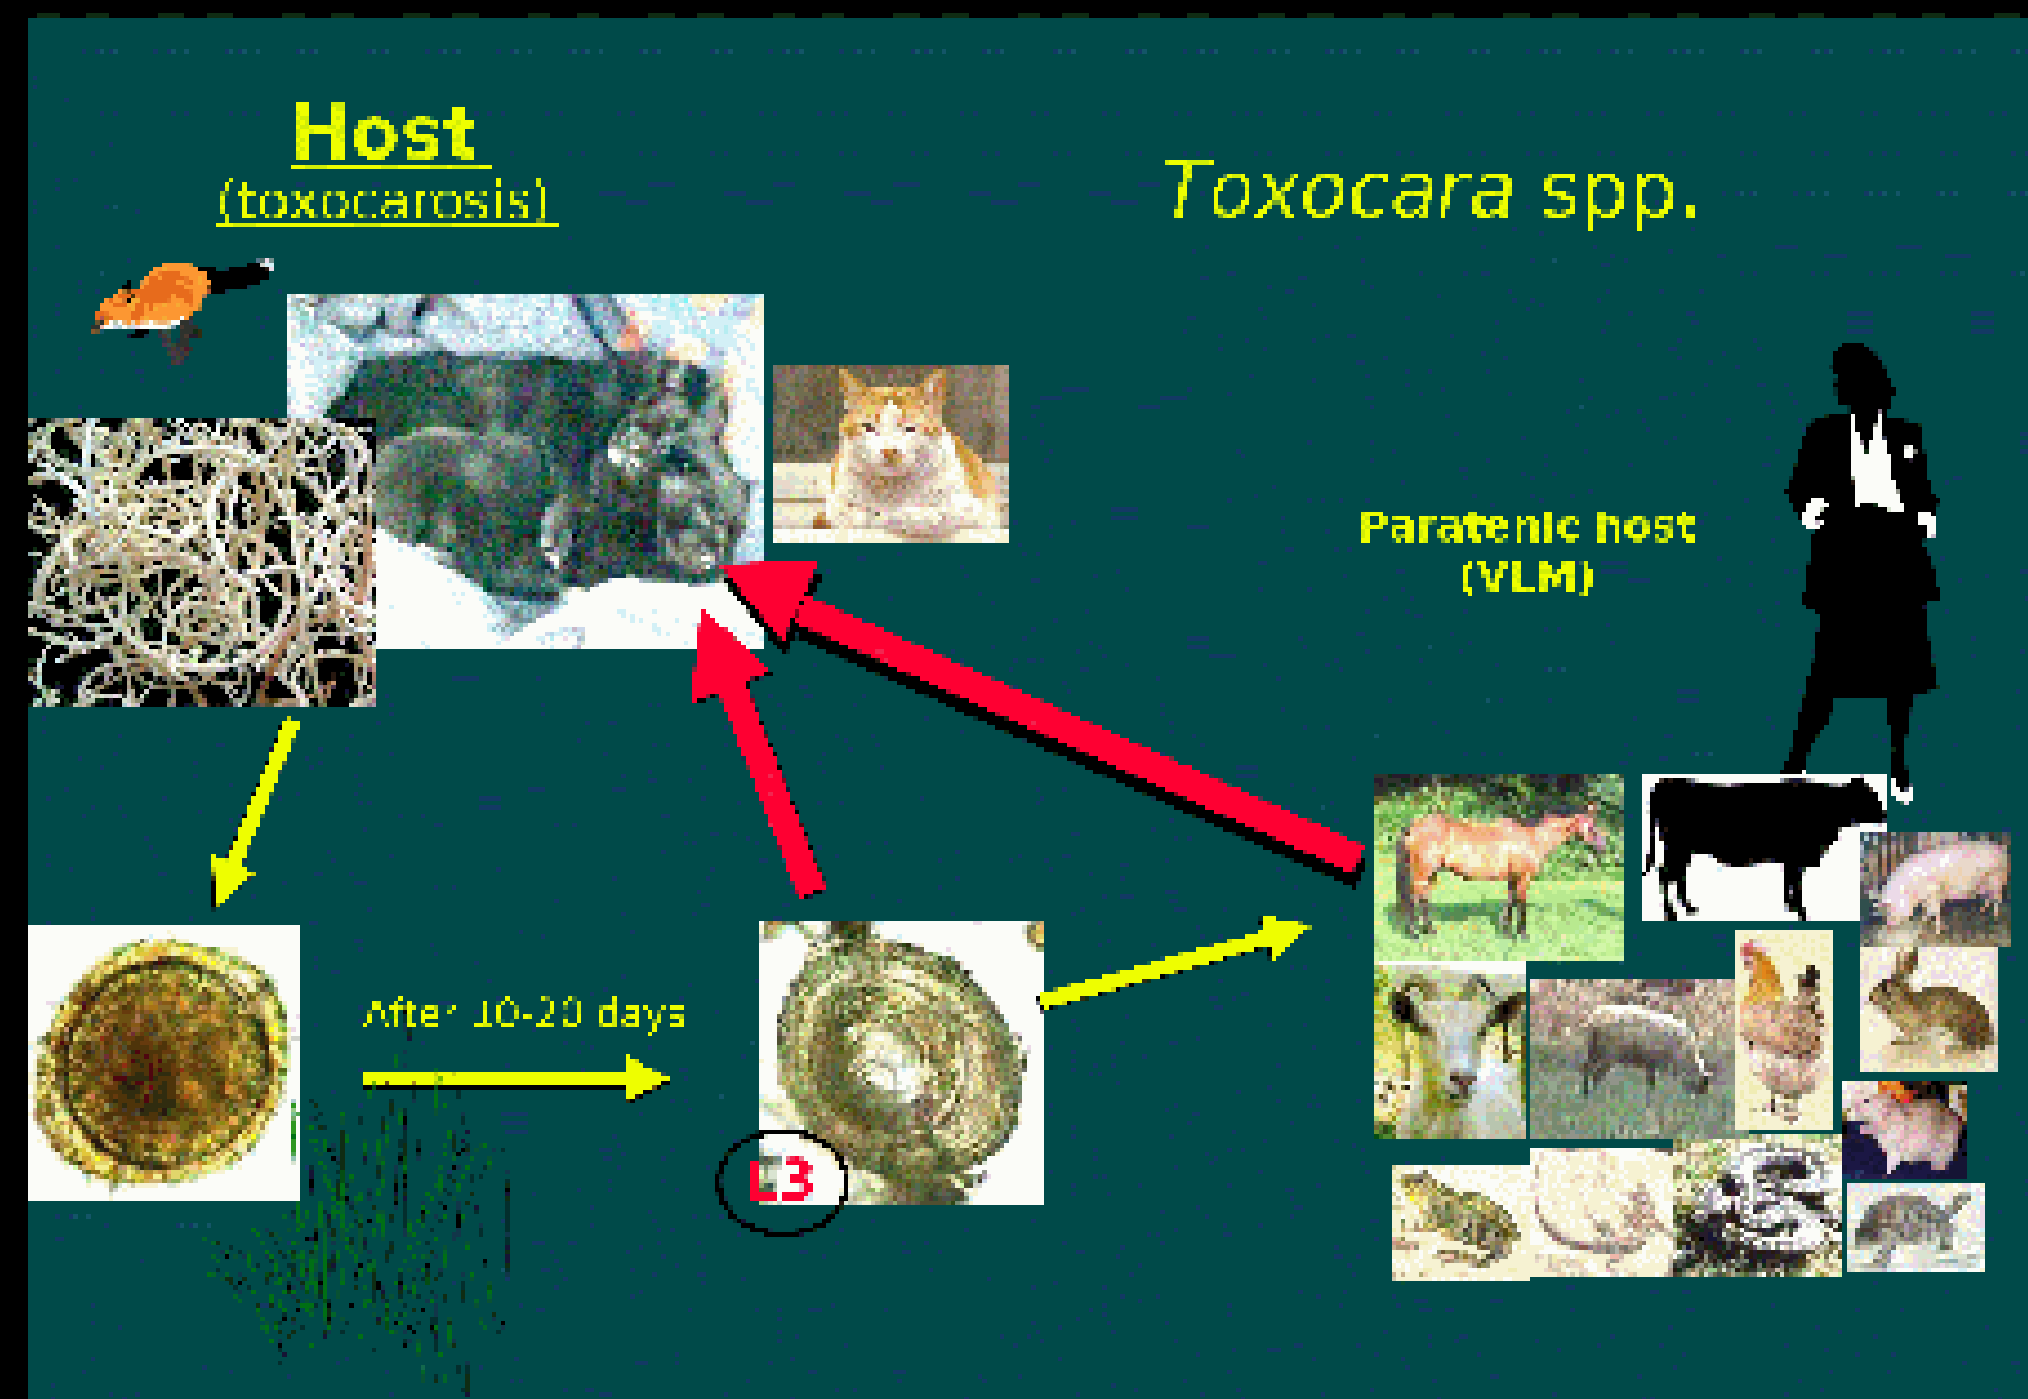 Host
(toxocarosis)
Toxocara spp.
Paratenic host
(VLM)
After 10-20 days
L3